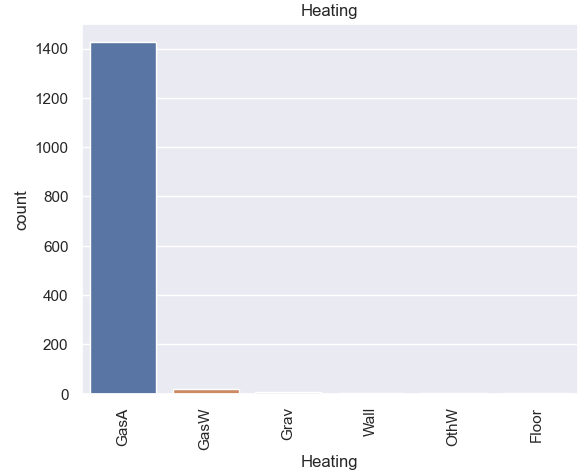 Heating
1400
1200
1000
800
600
400
200
0
count
GasA
GasW
Grav
Wall
OthW
Floor
Heating